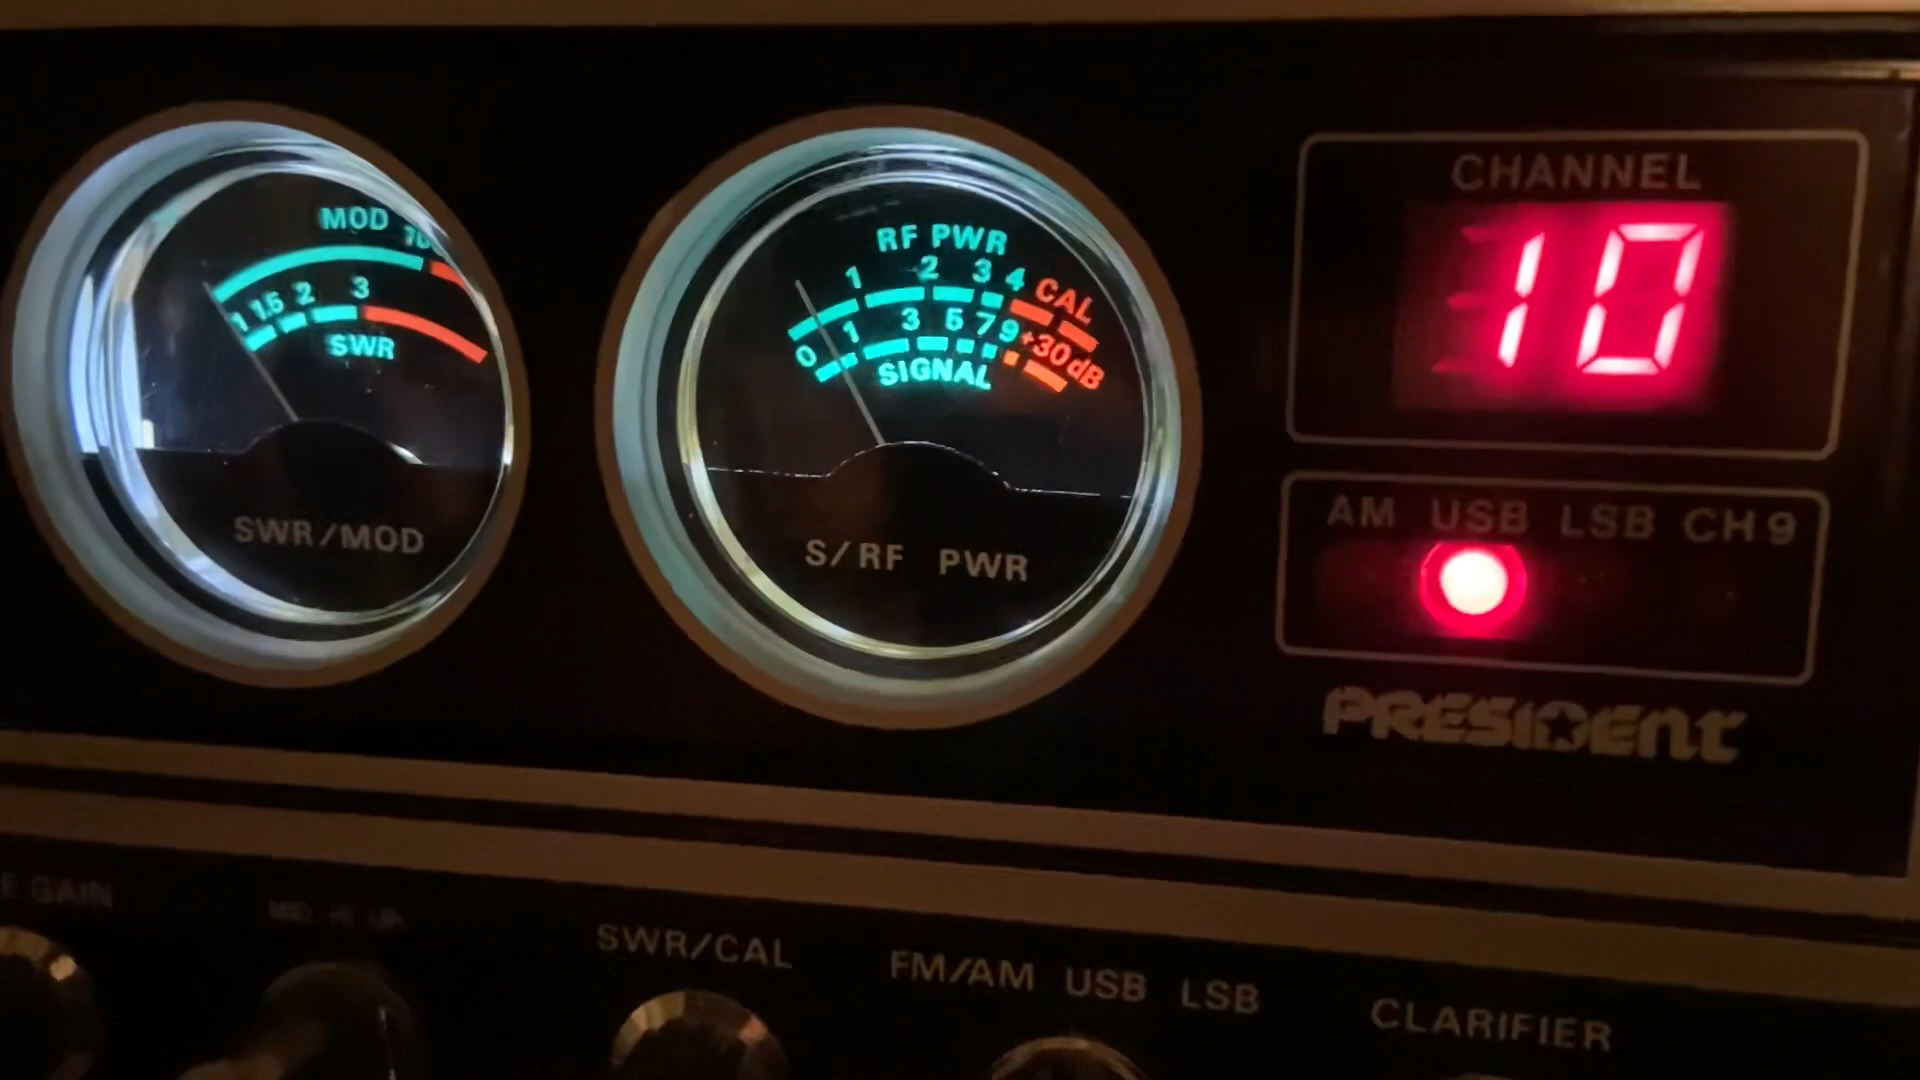 MOD 70
1 1.5 2 3
SWR
SWR/MOD
RF PWR
1 2 3 4 CAL
0 1 3 5 7 9 +30dB
SIGNAL
S/RF PWR
CHANNEL
10
AM USB LSB CH 9
PRESIDENT
GAIN
SWR/CAL
FM/AM USB LSB
CLARIFIER